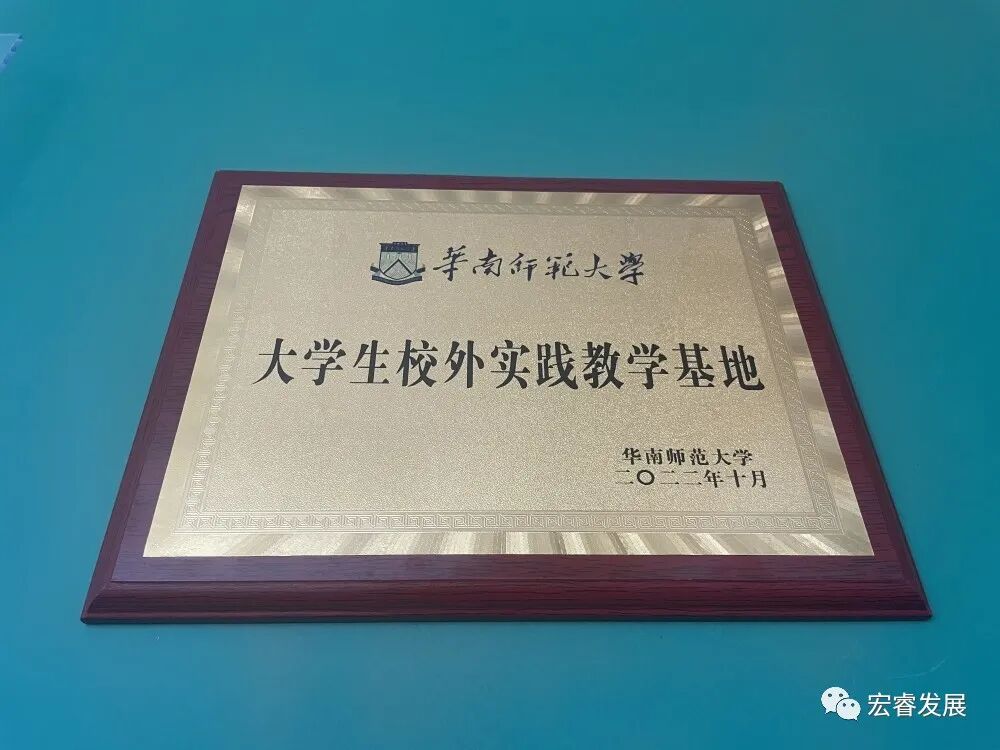 華南師範大學
大学生校外实践教学基地
华南师范大学
二〇二二年十月
宏睿发展